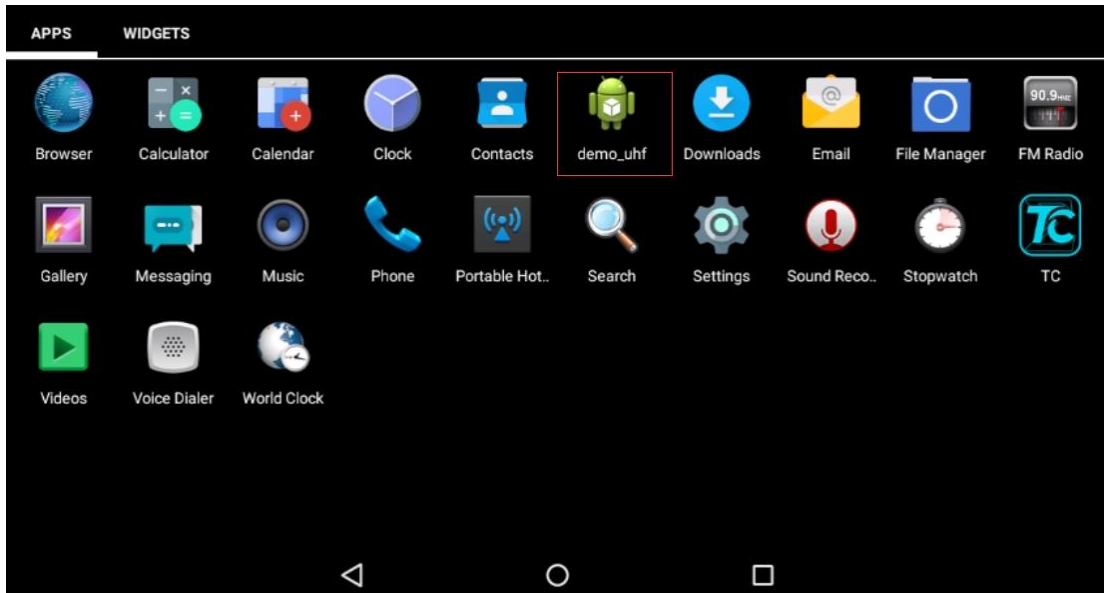 APPS WIDGETS
90.9
Browser Calculator Calendar Clock Contacts demo_uhf Downloads Email File Manager FM Radio
TC
Gallery Messaging Music Phone Portable Hot.. Search Settings Sound Reco.. Stopwatch TC
Videos Voice Dialer World Clock